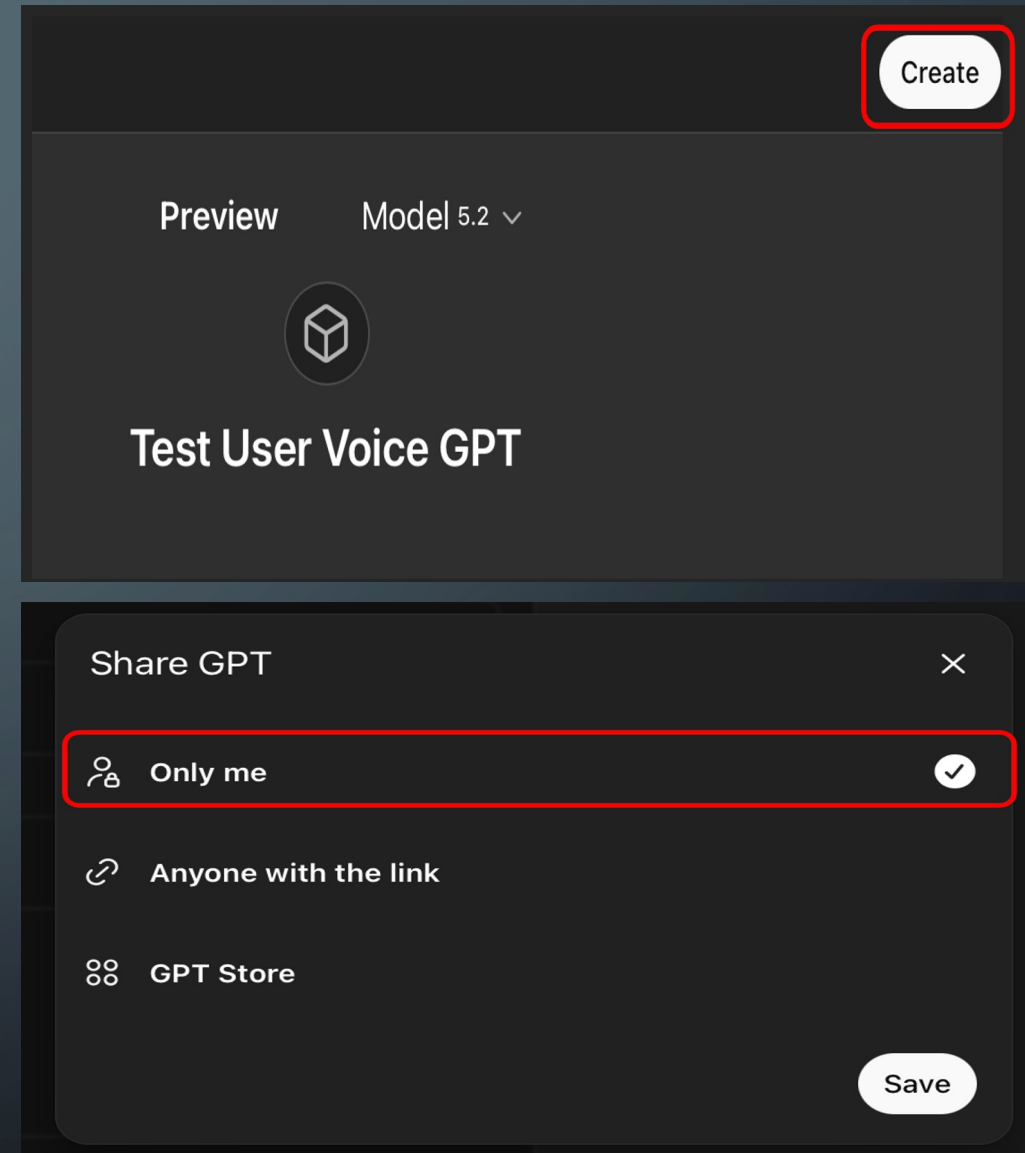 Create
Preview Model 5.2
Test User Voice GPT
Share GPT
Only me
Anyone with the link
GPT Store
Save